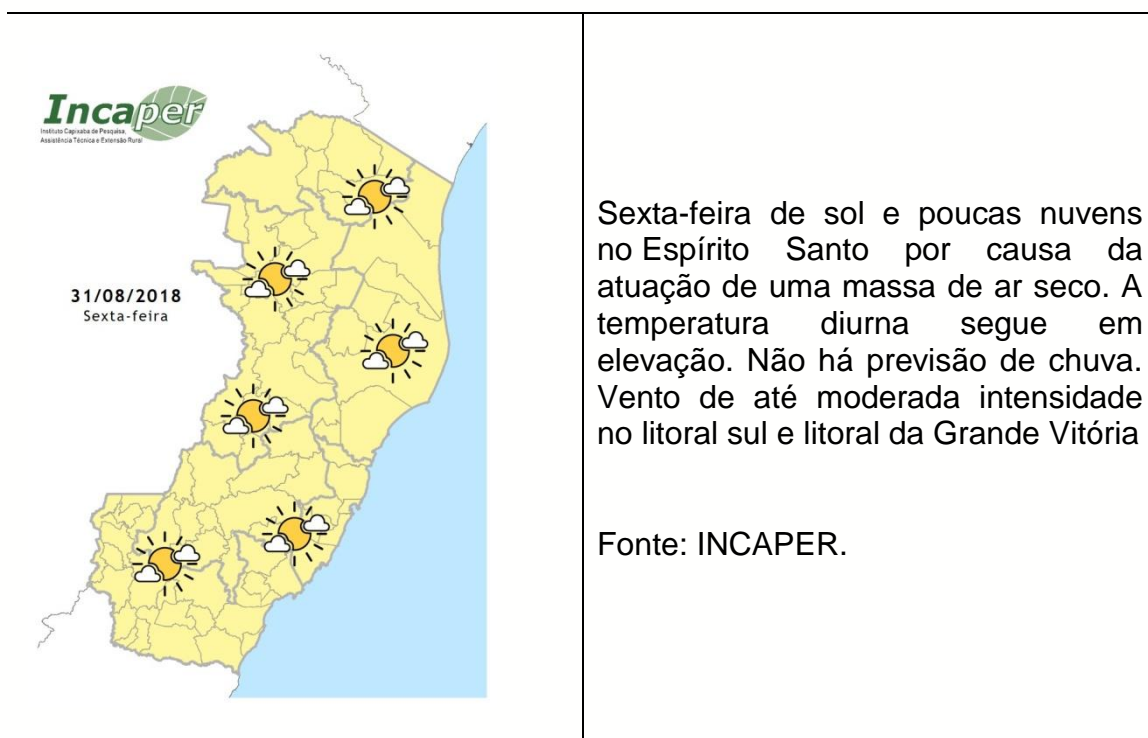 Incaper
Instituto Capixaba de Pesquisa,
Assistência Técnica e Extensão Rural
31/08/2018
Sexta-feira
Sexta-feira de sol e poucas nuvens
no Espírito Santo por causa da
atuação de uma massa de ar seco. A
temperatura diurna segue em
elevação. Não há previsão de chuva.
Vento de até moderada intensidade
no litoral sul e litoral da Grande Vitória
Fonte: INCAPER.